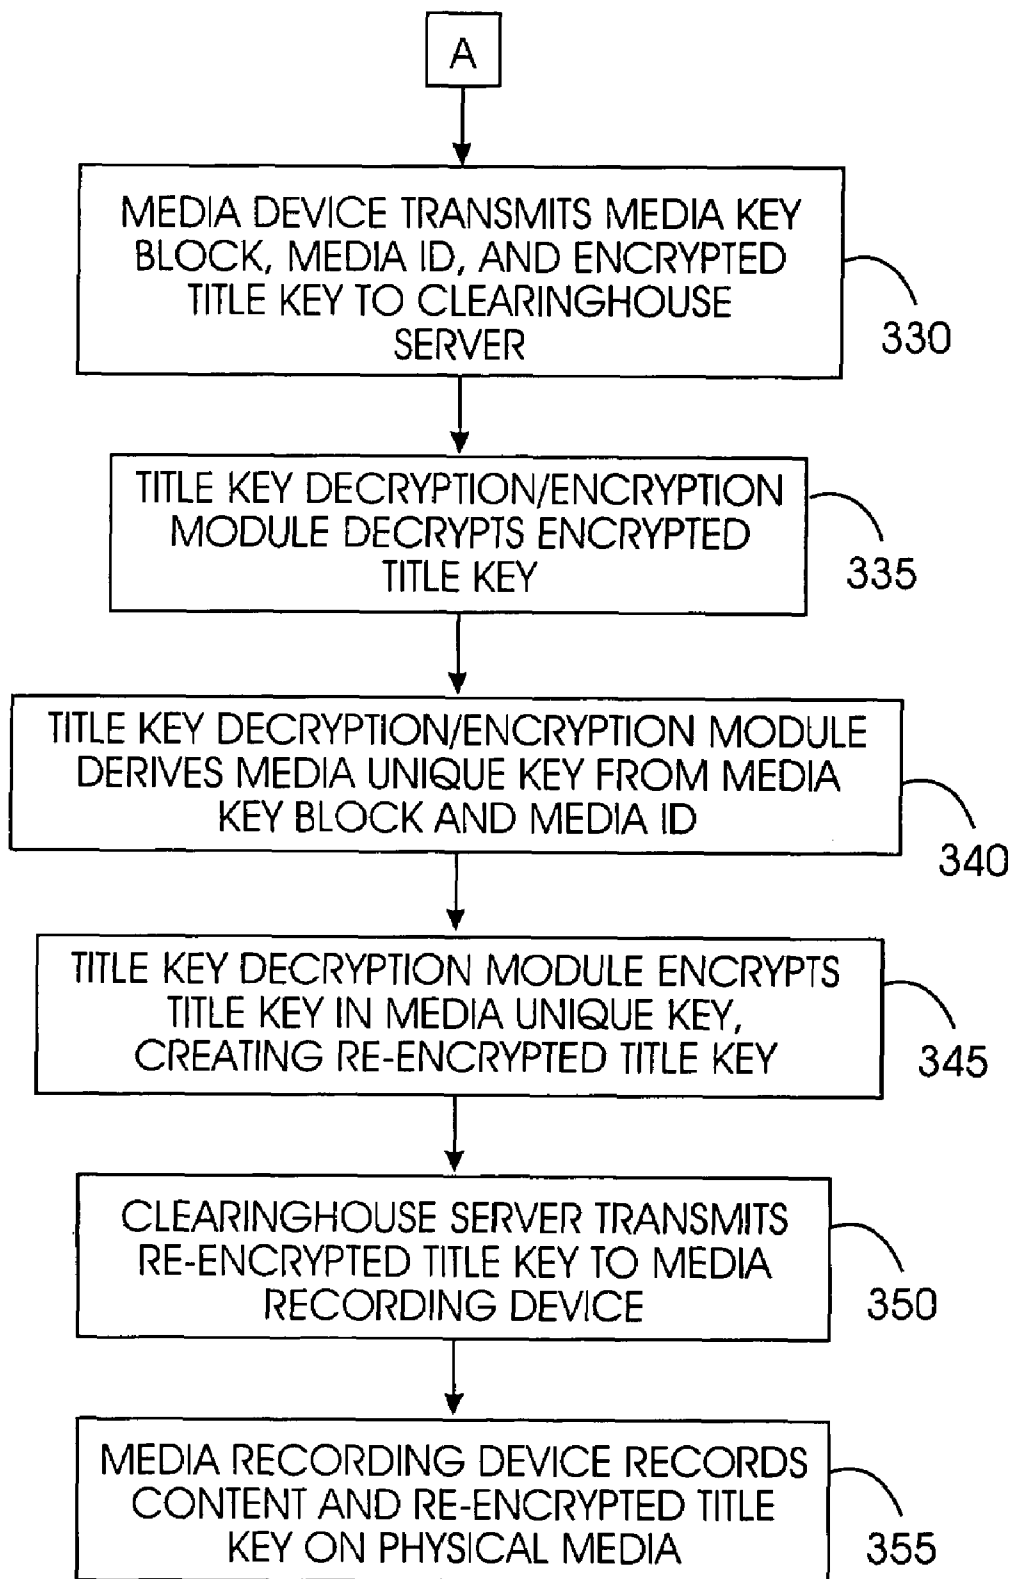 A
MEDIA DEVICE TRANSMITS MEDIA KEY
BLOCK, MEDIA ID, AND ENCRYPTED
TITLE KEY TO CLEARINGHOUSE
SERVER
330
TITLE KEY DECRYPTION/ENCRYPTION
MODULE DECRYPTS ENCRYPTED
TITLE KEY
335
TITLE KEY DECRYPTION/ENCRYPTION MODULE
DERIVES MEDIA UNIQUE KEY FROM MEDIA
KEY BLOCK AND MEDIA ID
340
TITLE KEY DECRYPTION MODULE ENCRYPTS
TITLE KEY IN MEDIA UNIQUE KEY,
CREATING RE-ENCRYPTED TITLE KEY
345
CLEARINGHOUSE SERVER TRANSMITS
RE-ENCRYPTED TITLE KEY TO MEDIA
RECORDING DEVICE
350
MEDIA RECORDING DEVICE RECORDS
CONTENT AND RE-ENCRYPTED TITLE
KEY ON PHYSICAL MEDIA
355